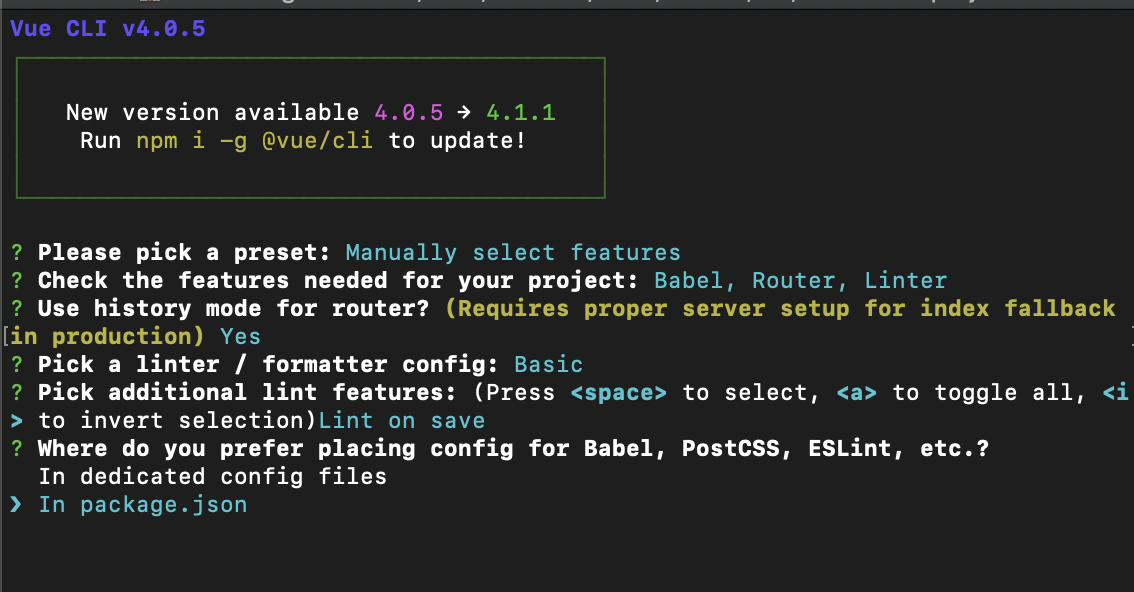 Vue CLI v4.0.5
New version available 4.0.5 → 4.1.1
Run npm i -g @vue/cli to update!
? Please pick a preset: Manually select features
? Check the features needed for your project: Babel, Router, Linter
? Use history mode for router? (Requires proper server setup for index fallback
[in production) Yes ]
? Pick a linter / formatter config: Basic
? Pick additional lint features: (Press <space> to select, <a> to toggle all, <i
> to invert selection)Lint on save
? Where do you prefer placing config for Babel, PostCSS, ESLint, etc.?
In dedicated config files
❯ In package.json